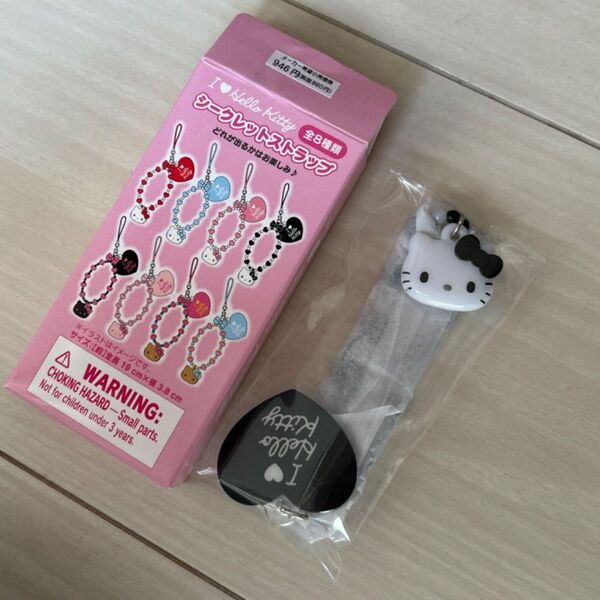 メーカー希望小売価格
946円(税抜860円)
I ♡ Hello Kitty
シークレットストラップ
全8種類
どれが出るかはお楽しみ♪
※イラストはイメージです。
サイズ:(約)全長 19cm×横 3.8cm
WARNING:
CHOKING HAZARD—Small parts.
Not for children under 3 years.
I ♡
Hello
Kitty